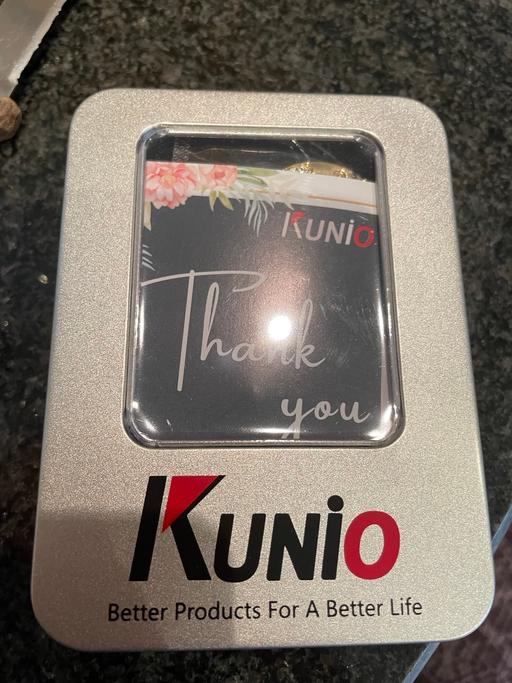 KUNiO
Thank
you
KUNiO
Better Products For A Better Life